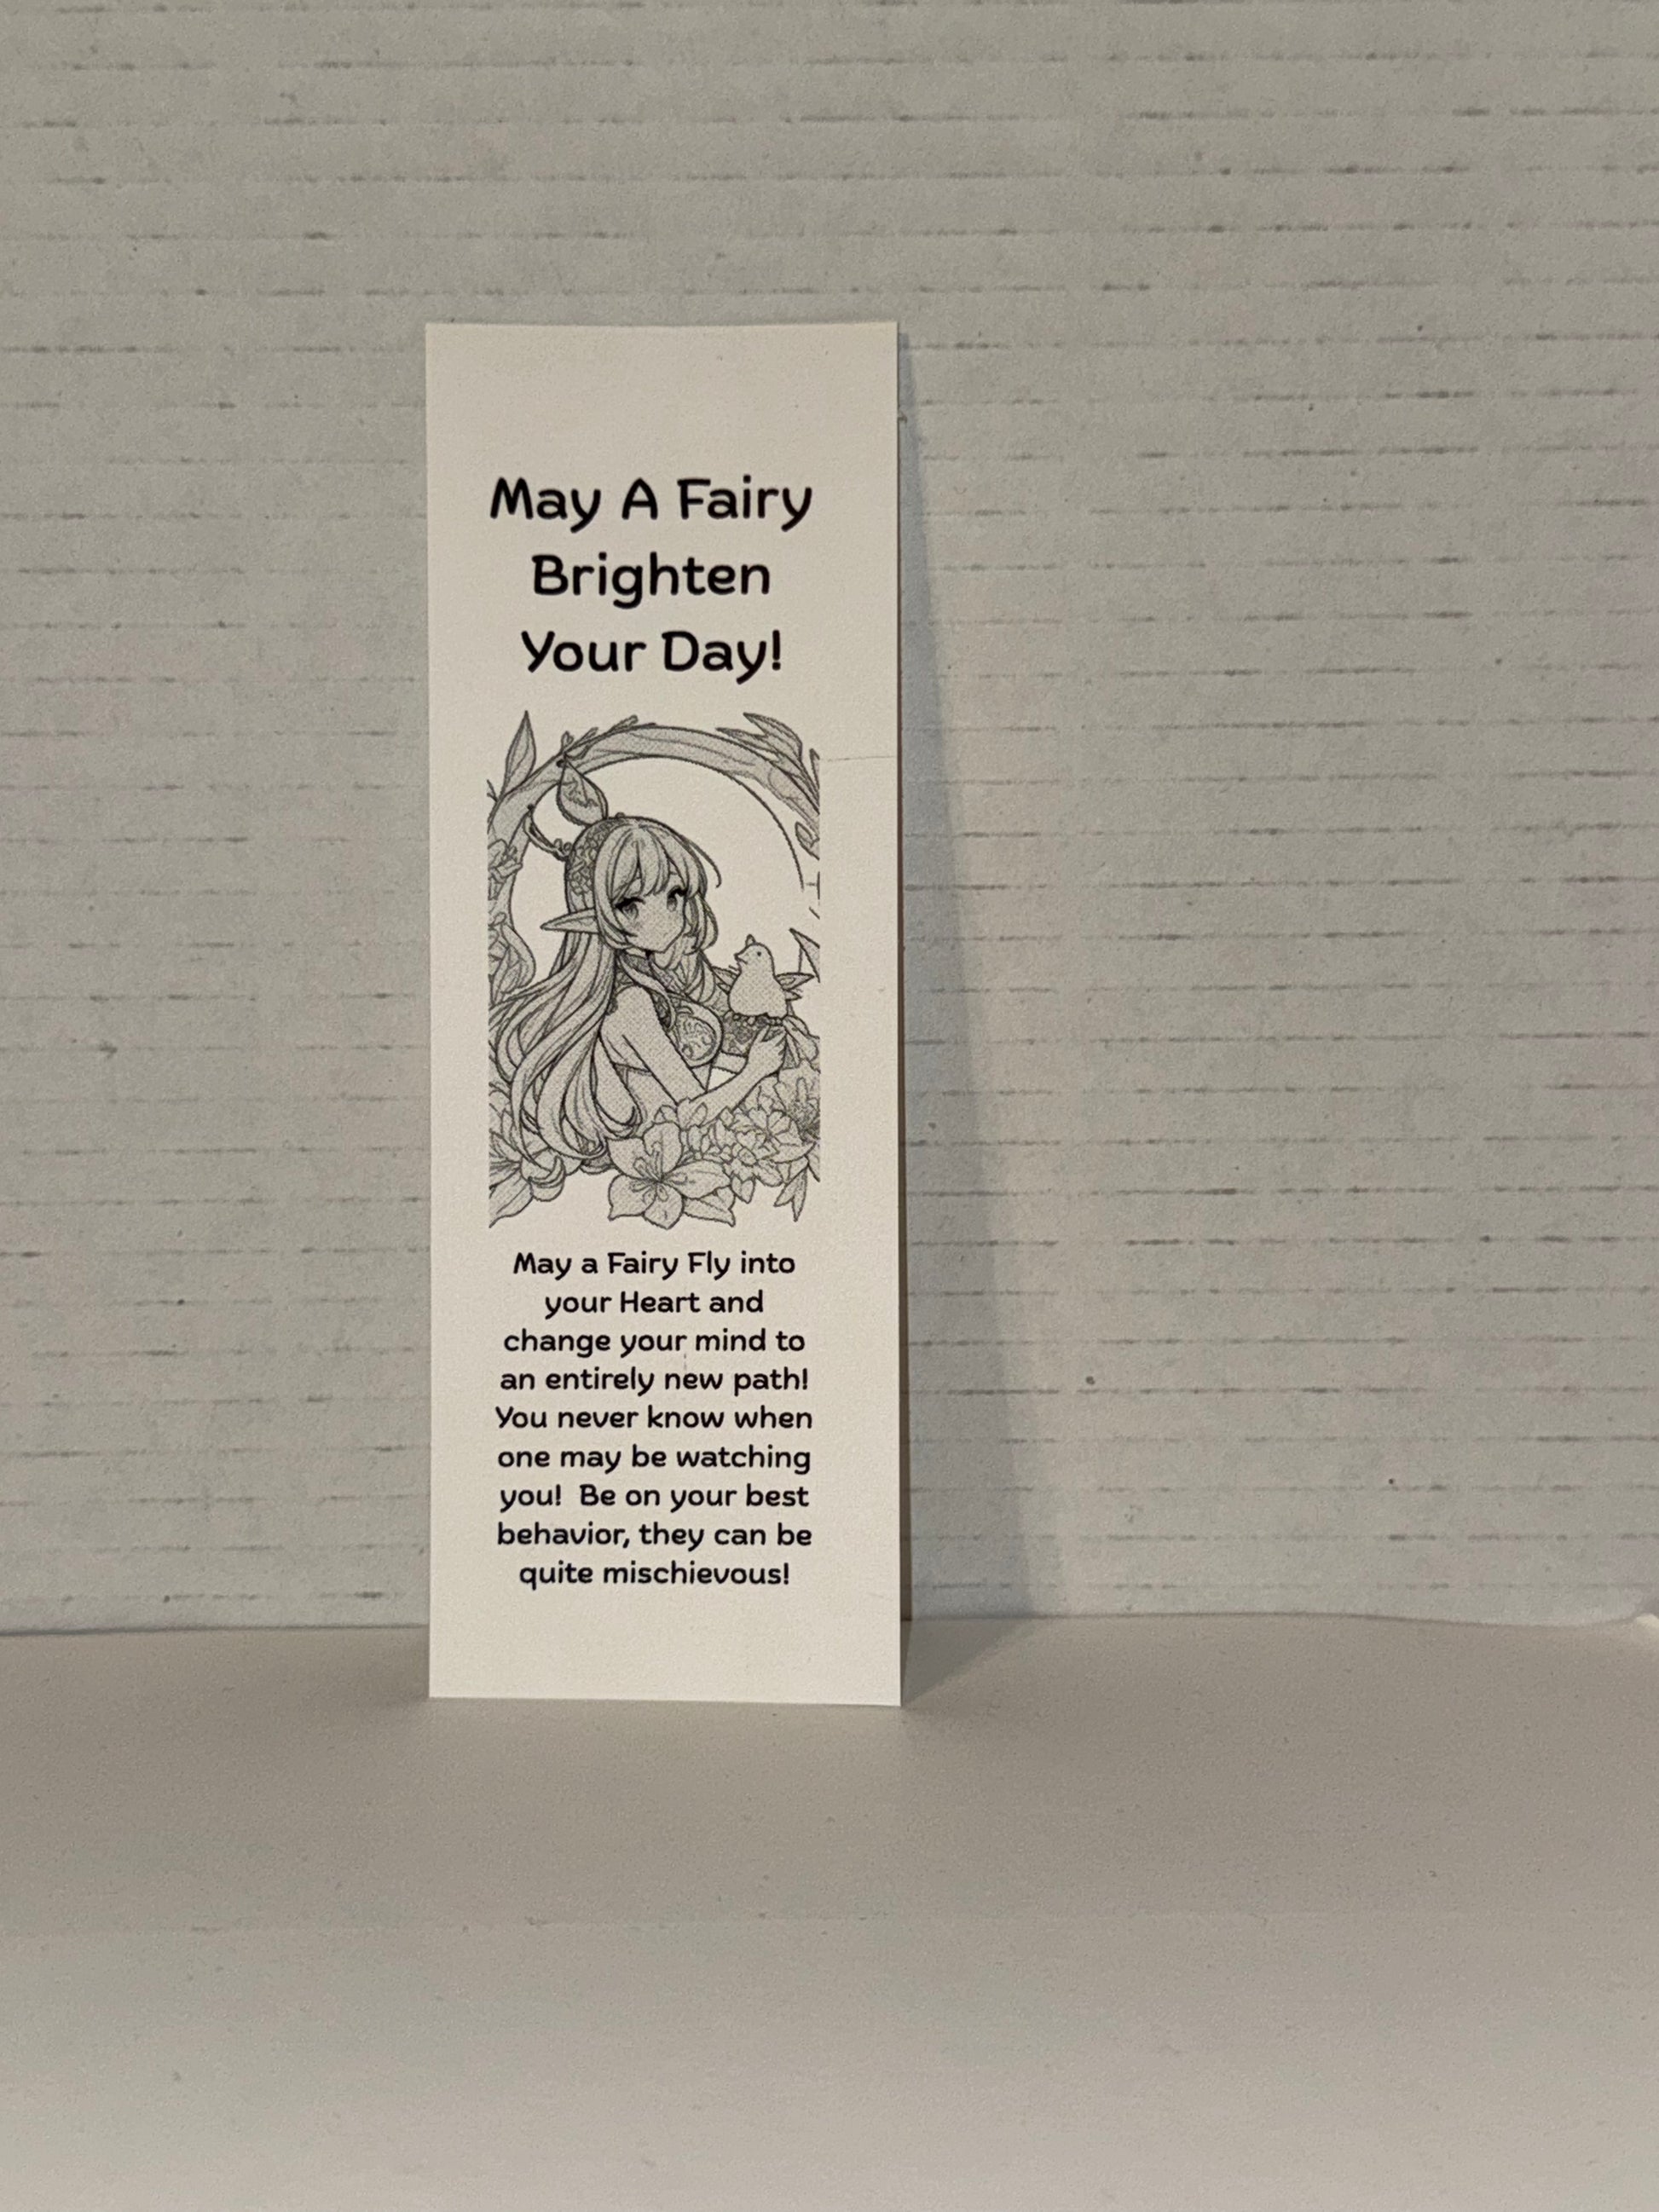 May A Fairy
Brighten
Your Day!
May a Fairy Fly into
your Heart and
change your mind to
an entirely new path!
You never know when
one may be watching
you!  Be on your best
behavior, they can be
quite mischievous!